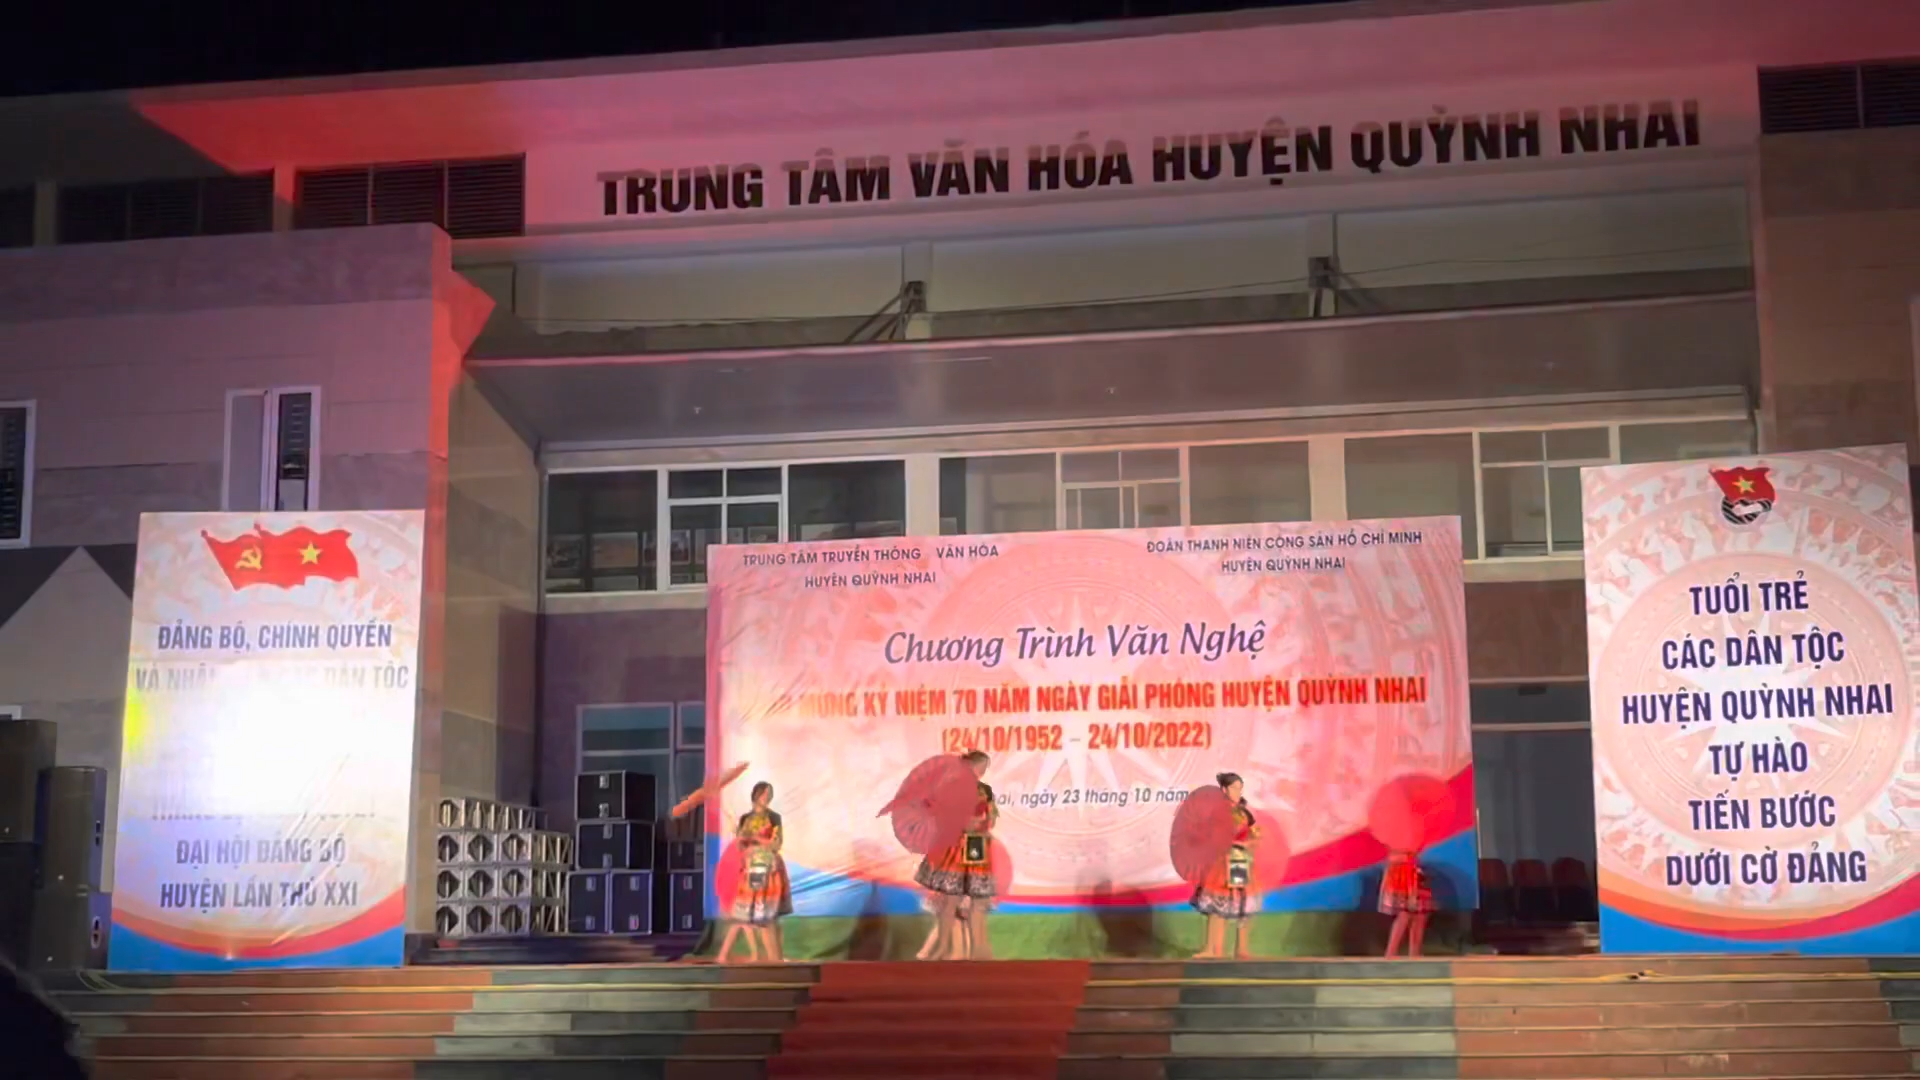 TRUNG TÂM VĂN HÓA HUYỆN QUỲNH NHAI
ĐẢNG BỘ, CHÍNH QUYỀN
TỘC
ĐẠI HỘI ĐẢNG BỘ
HUYỆN LẦN THỨ XXI
TRUNG TÂM TRUYỀN THÔNG VĂN HÓA
HUYỆN QUỲNH NHAI
ĐOÀN THANH NIÊN CỘNG SẢN HỒ CHÍ MINH
HUYỆN QUỲNH NHAI
Chương Trình Văn Nghệ
MỪNG KỶ NIỆM 70 NĂM NGÀY GIẢI PHÓNG HUYỆN QUỲNH NHAI
(24/10/1952 - 24/10/2022)
ngày 23 tháng 10 năm
TUỔI TRẺ
CÁC DÂN TỘC
HUYỆN QUỲNH NHAI
TỰ HÀO
TIẾN BƯỚC
DƯỚI CỜ ĐẢNG